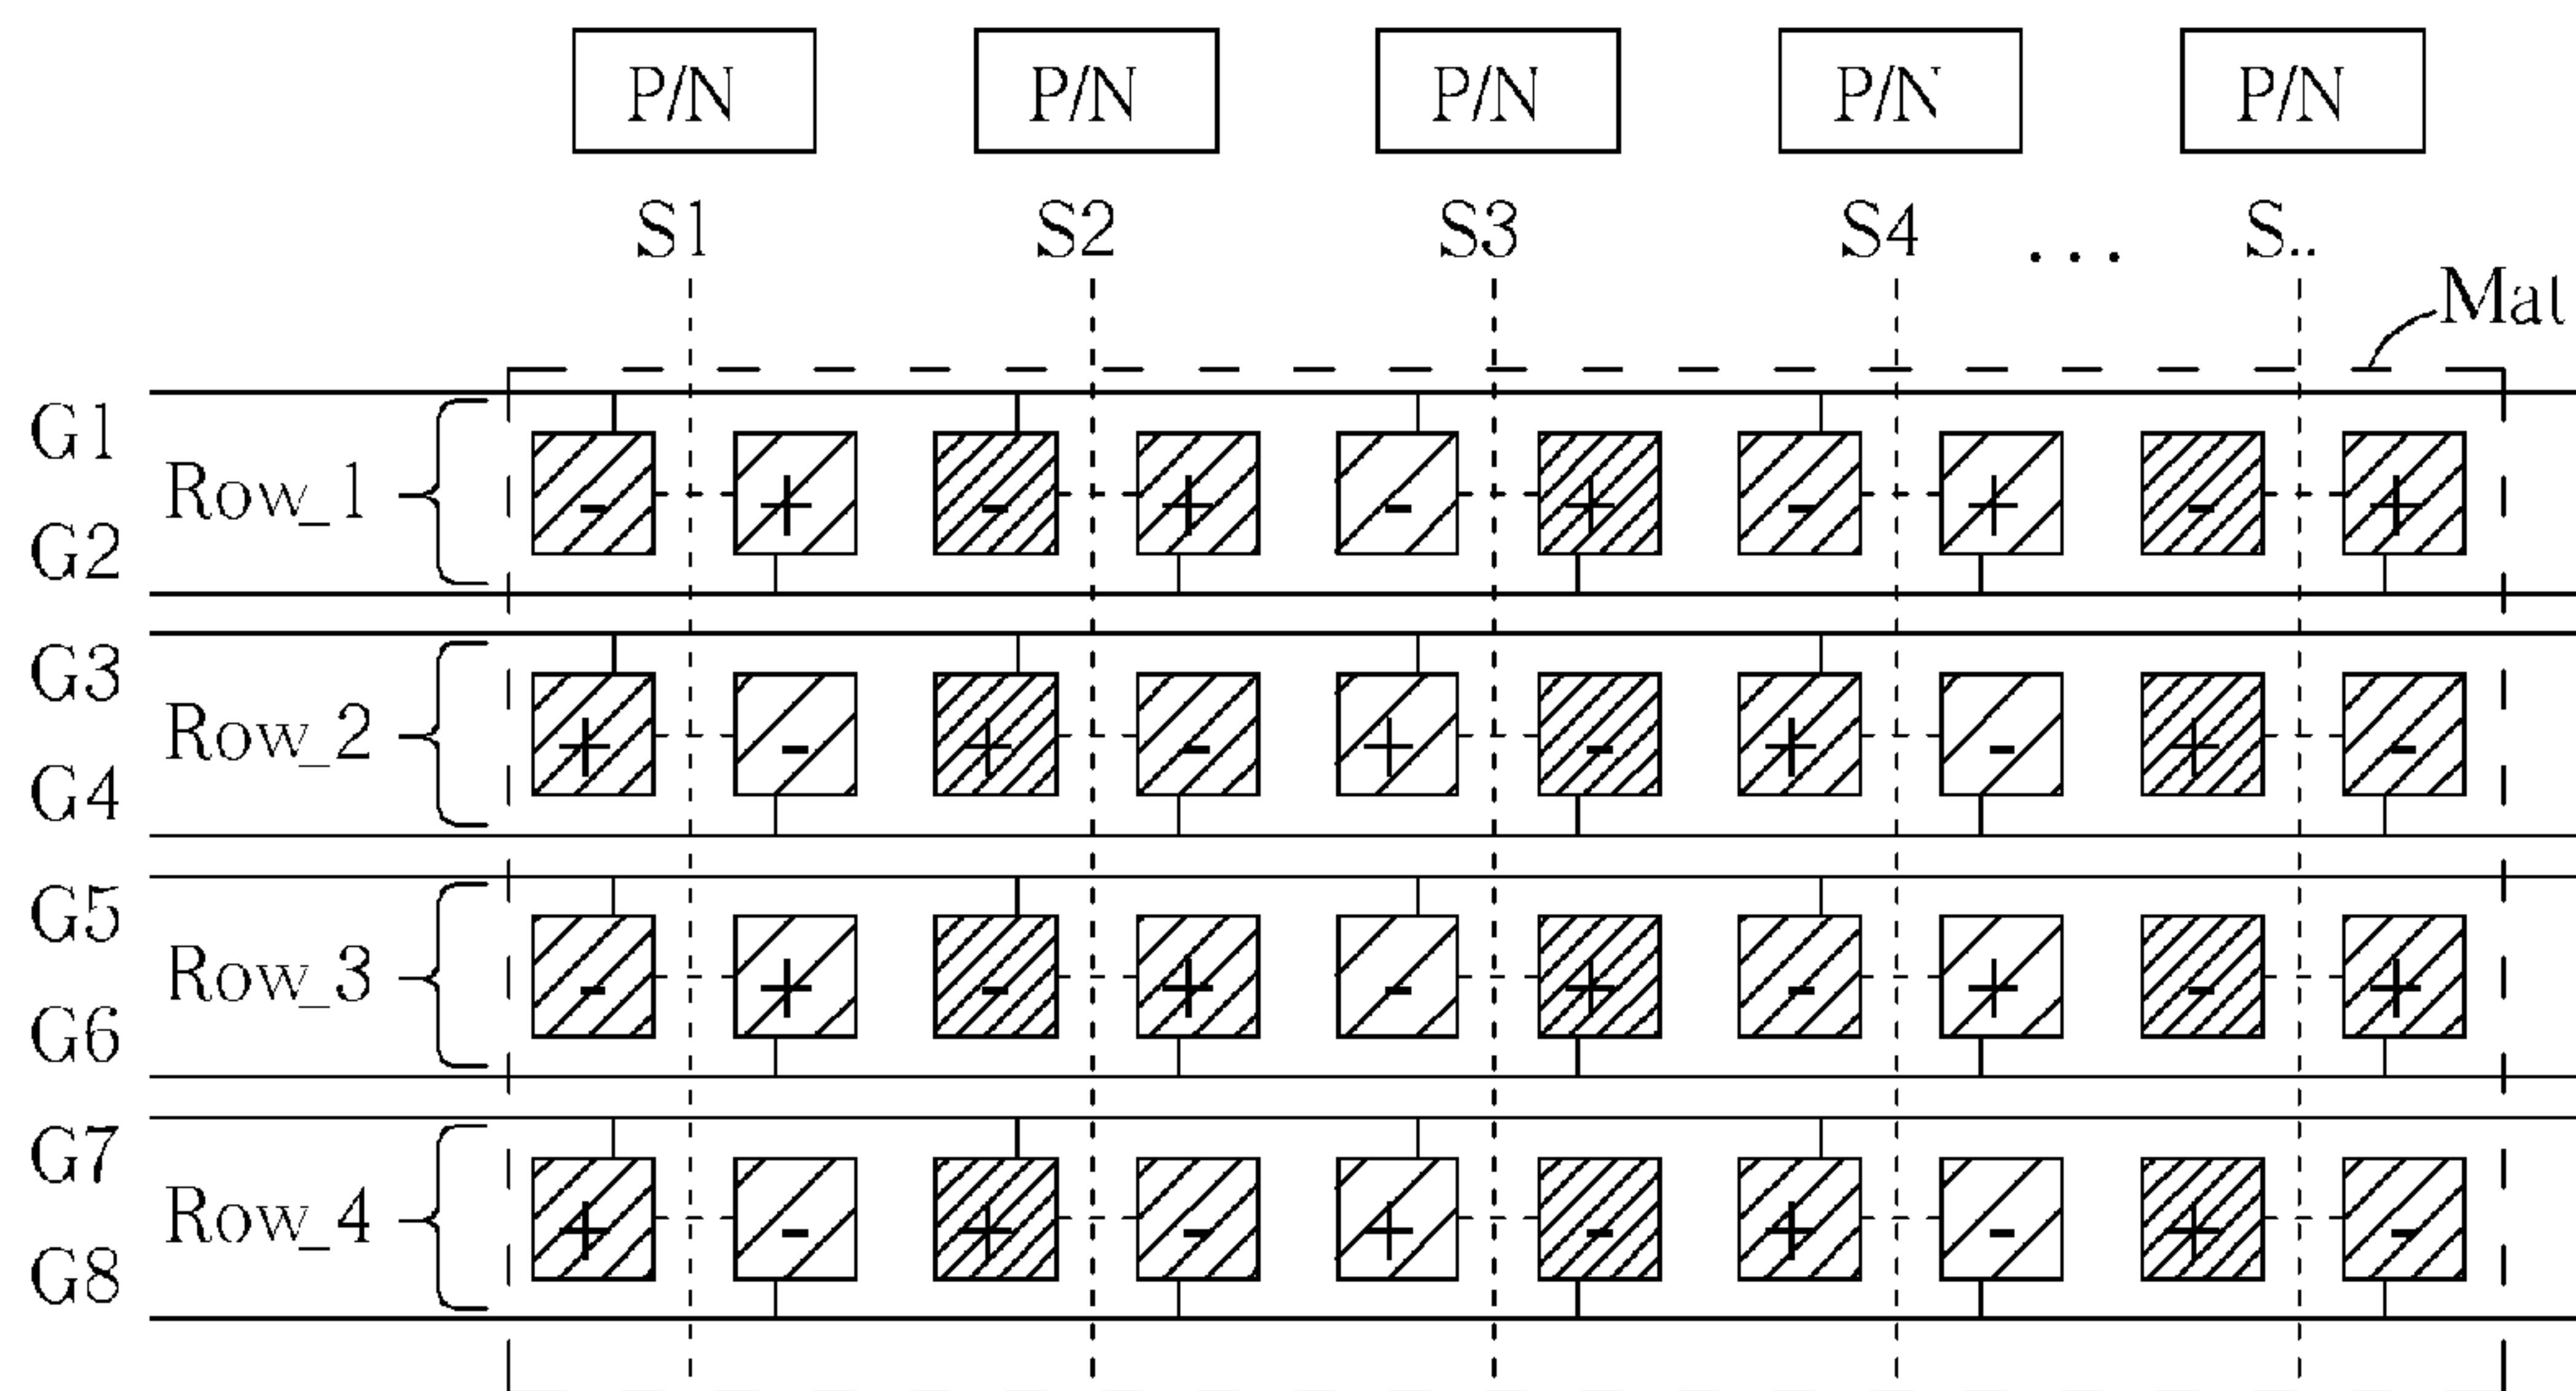 P/N P/N P/N P/N P/N
S1 S2 S3 S4 ... S..
Mat
G1
Row_1
G2
- + - + - + - + - +
G3
Row_2
G4
+ - + - + - + - + -
G5
Row_3
G6
- + - + - + - + - +
G7
Row_4
G8
+ - + - + - + - + -